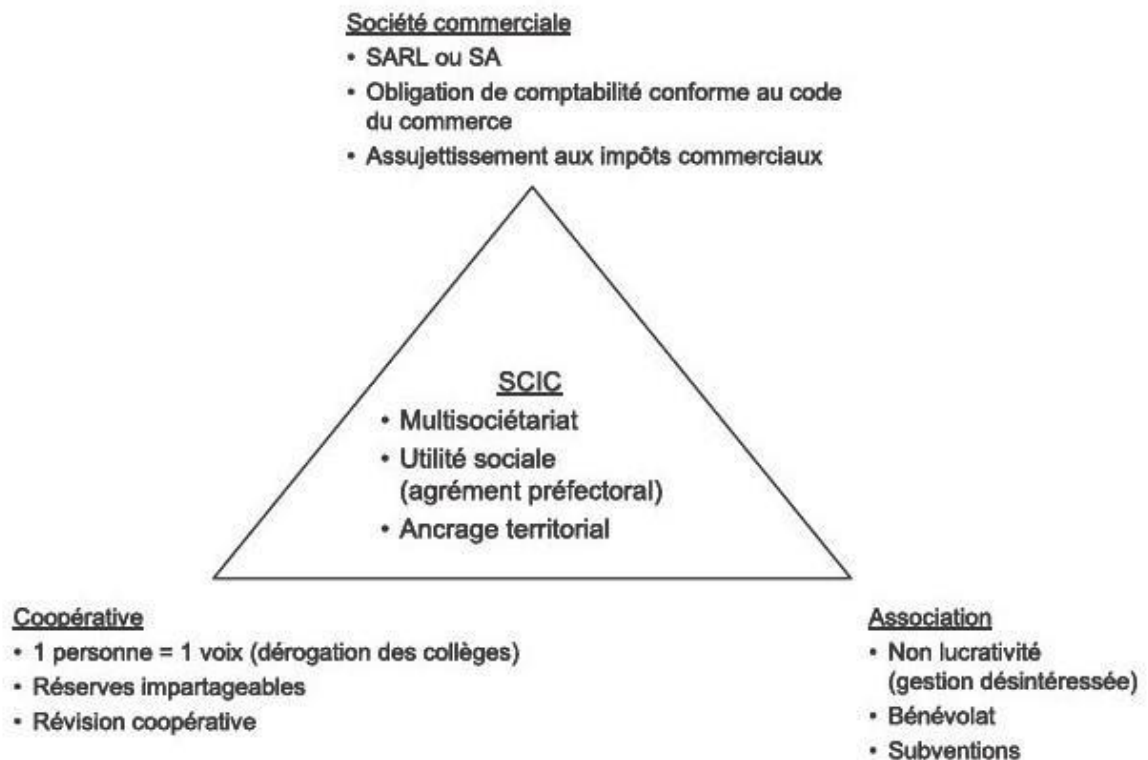 Société commerciale
• SARL ou SA
• Obligation de comptabilité conforme au code
du commerce
• Assujettissement aux impôts commerciaux
SCIC
• Multisociétariat
• Utilité sociale
(agrément préfectoral)
• Ancrage territorial
Coopérative
• 1 personne = 1 voix (dérogation des collèges)
• Réserves impartageables
• Révision coopérative
Association
• Non lucrativité
(gestion désintéressée)
• Bénévolat
• Subventions